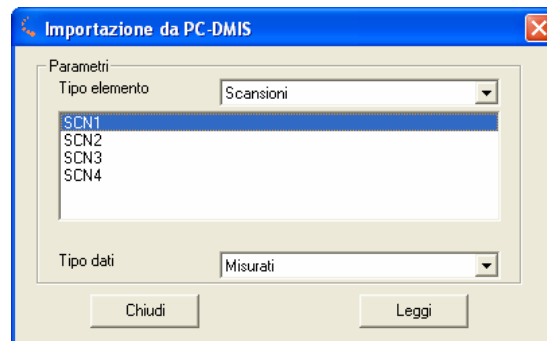 Importazione da PC-DMIS
Parametri
Tipo elemento Scansioni
SCN1
SCN2
SCN3
SCN4
Tipo dati Misurati
Chiudi Leggi